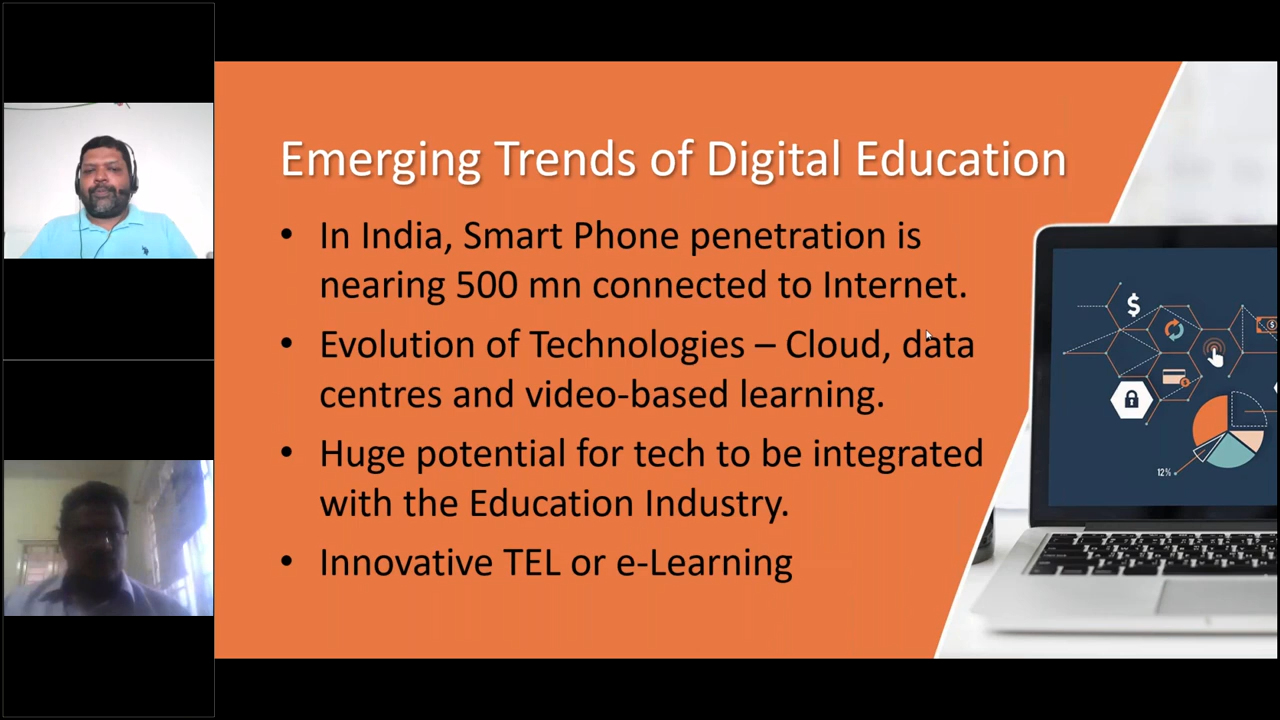 Emerging Trends of Digital Education
• In India, Smart Phone penetration is
nearing 500 mn connected to Internet.
• Evolution of Technologies – Cloud, data
centres and video-based learning.
• Huge potential for tech to be integrated
with the Education Industry.
• Innovative TEL or e-Learning
$
$
12%